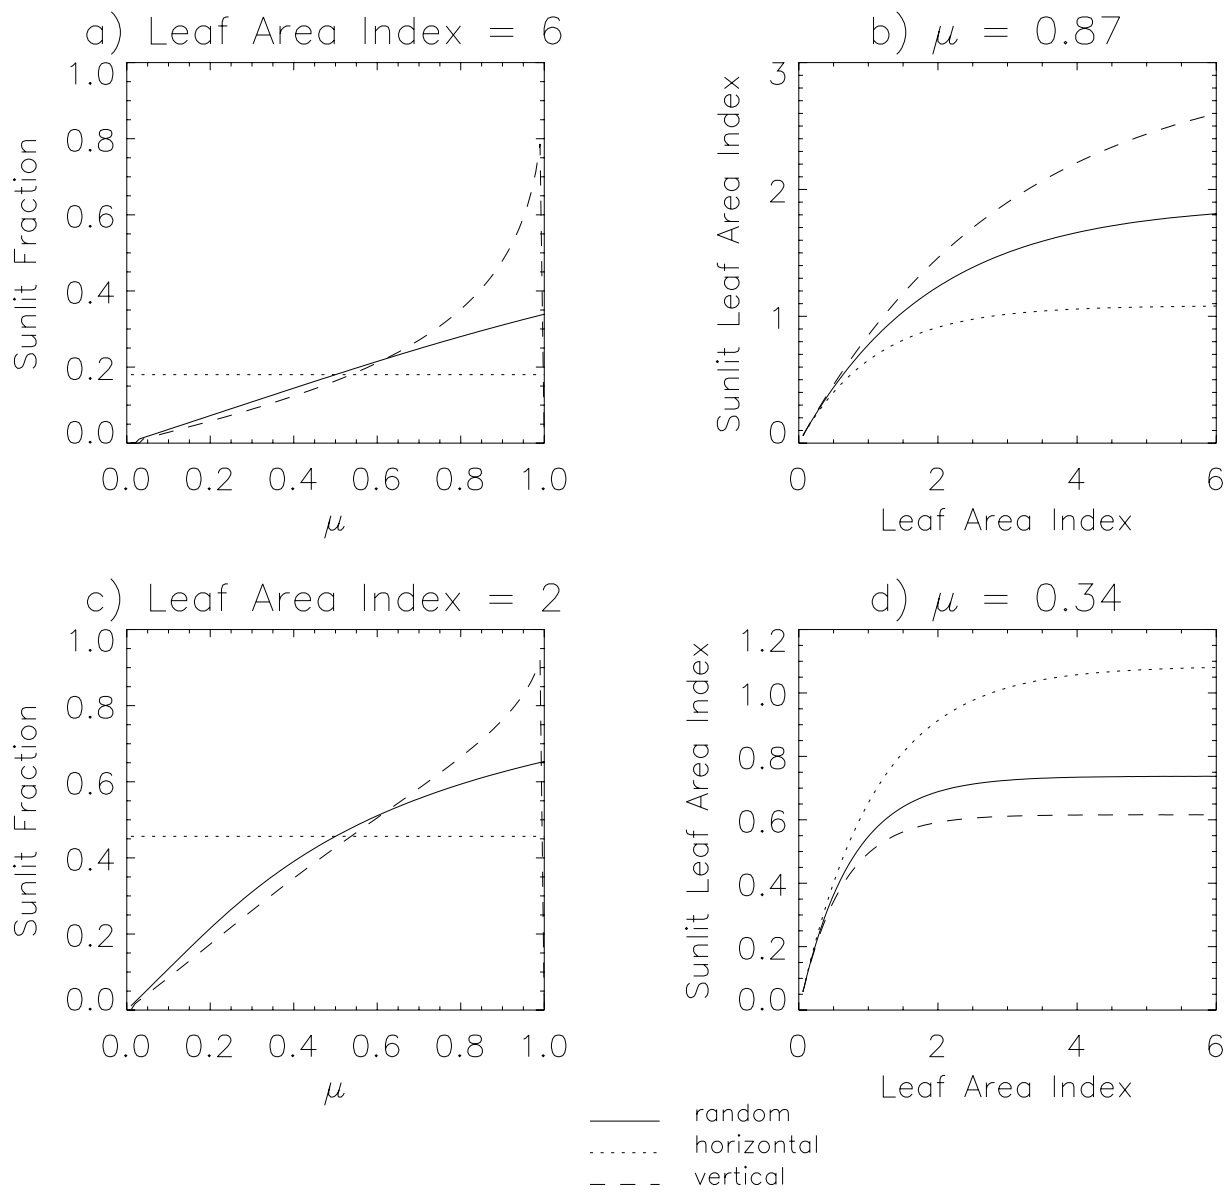 a) Leaf Area Index = 6
1.0
0.8
0.6
0.4
0.2
0.0
Sunlit Fraction
0.0 0.2 0.4 0.6 0.8 1.0
μ
b) μ = 0.87
3
2
1
0
Sunlit Leaf Area Index
0 2 4 6
Leaf Area Index
c) Leaf Area Index = 2
1.0
0.8
0.6
0.4
0.2
0.0
Sunlit Fraction
0.0 0.2 0.4 0.6 0.8 1.0
μ
d) μ = 0.34
1.2
1.0
0.8
0.6
0.4
0.2
0.0
Sunlit Leaf Area Index
0 2 4 6
Leaf Area Index
random
horizontal
vertical